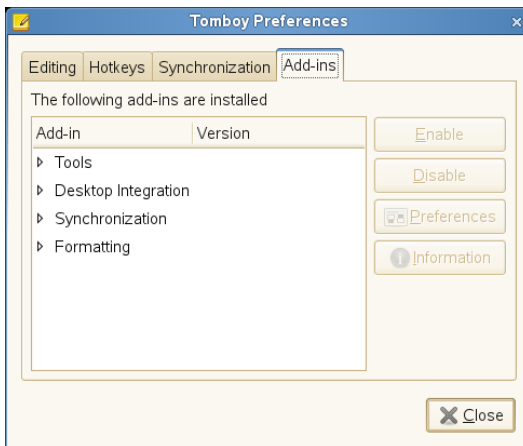 Tomboy Preferences
Editing Hotkeys Synchronization Add-ins
The following add-ins are installed
Add-in Version
Tools
Desktop Integration
Synchronization
Formatting
Enable
Disable
Preferences
Information
Close